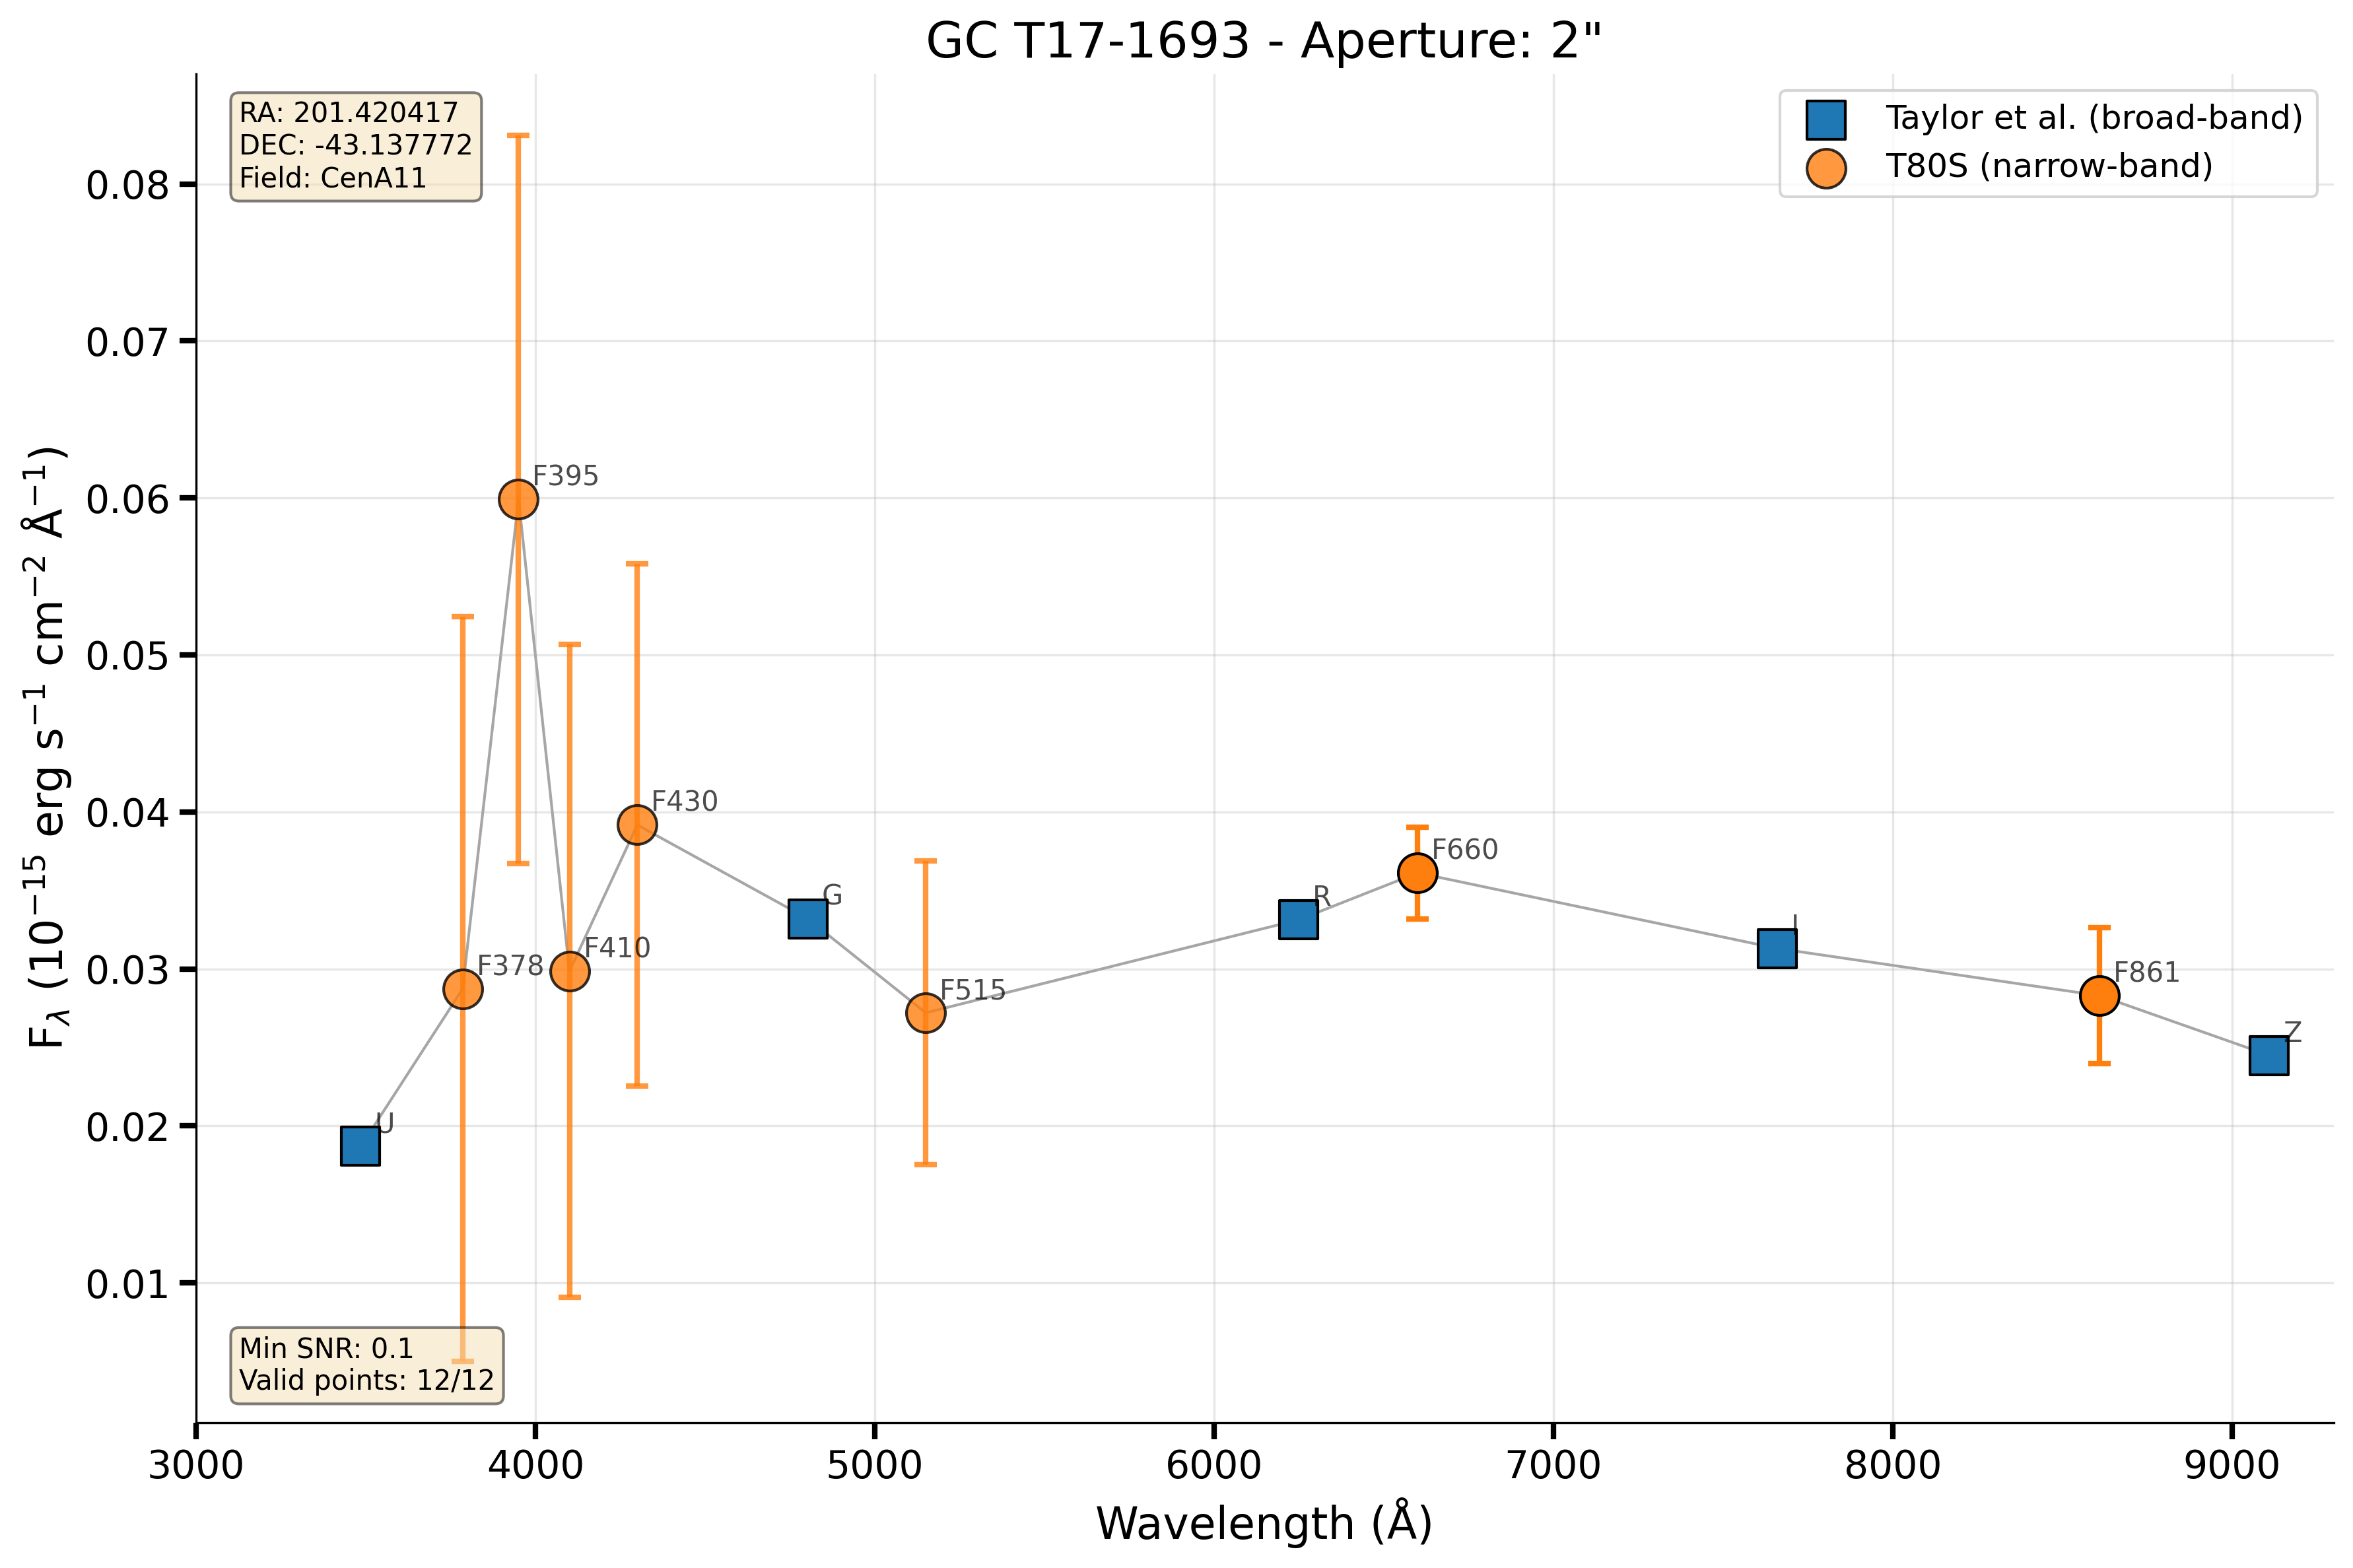 GC T17-1693 - Aperture: 2"
RA: 201.420417
DEC: -43.137772
Field: CenA11
Taylor et al. (broad-band)
T80S (narrow-band)
F_λ (10⁻¹⁵ erg s⁻¹ cm⁻² Å⁻¹)
0.08
0.07
0.06
0.05
0.04
0.03
0.02
0.01
U
F378
F395
F410
F430
G
F515
R
F660
I
F861
Z
Min SNR: 0.1
Valid points: 12/12
3000 4000 5000 6000 7000 8000 9000
Wavelength (Å)